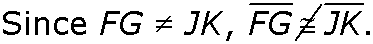 Since FG ≠ JK, F̅G̅ ≇ J̅K̅.